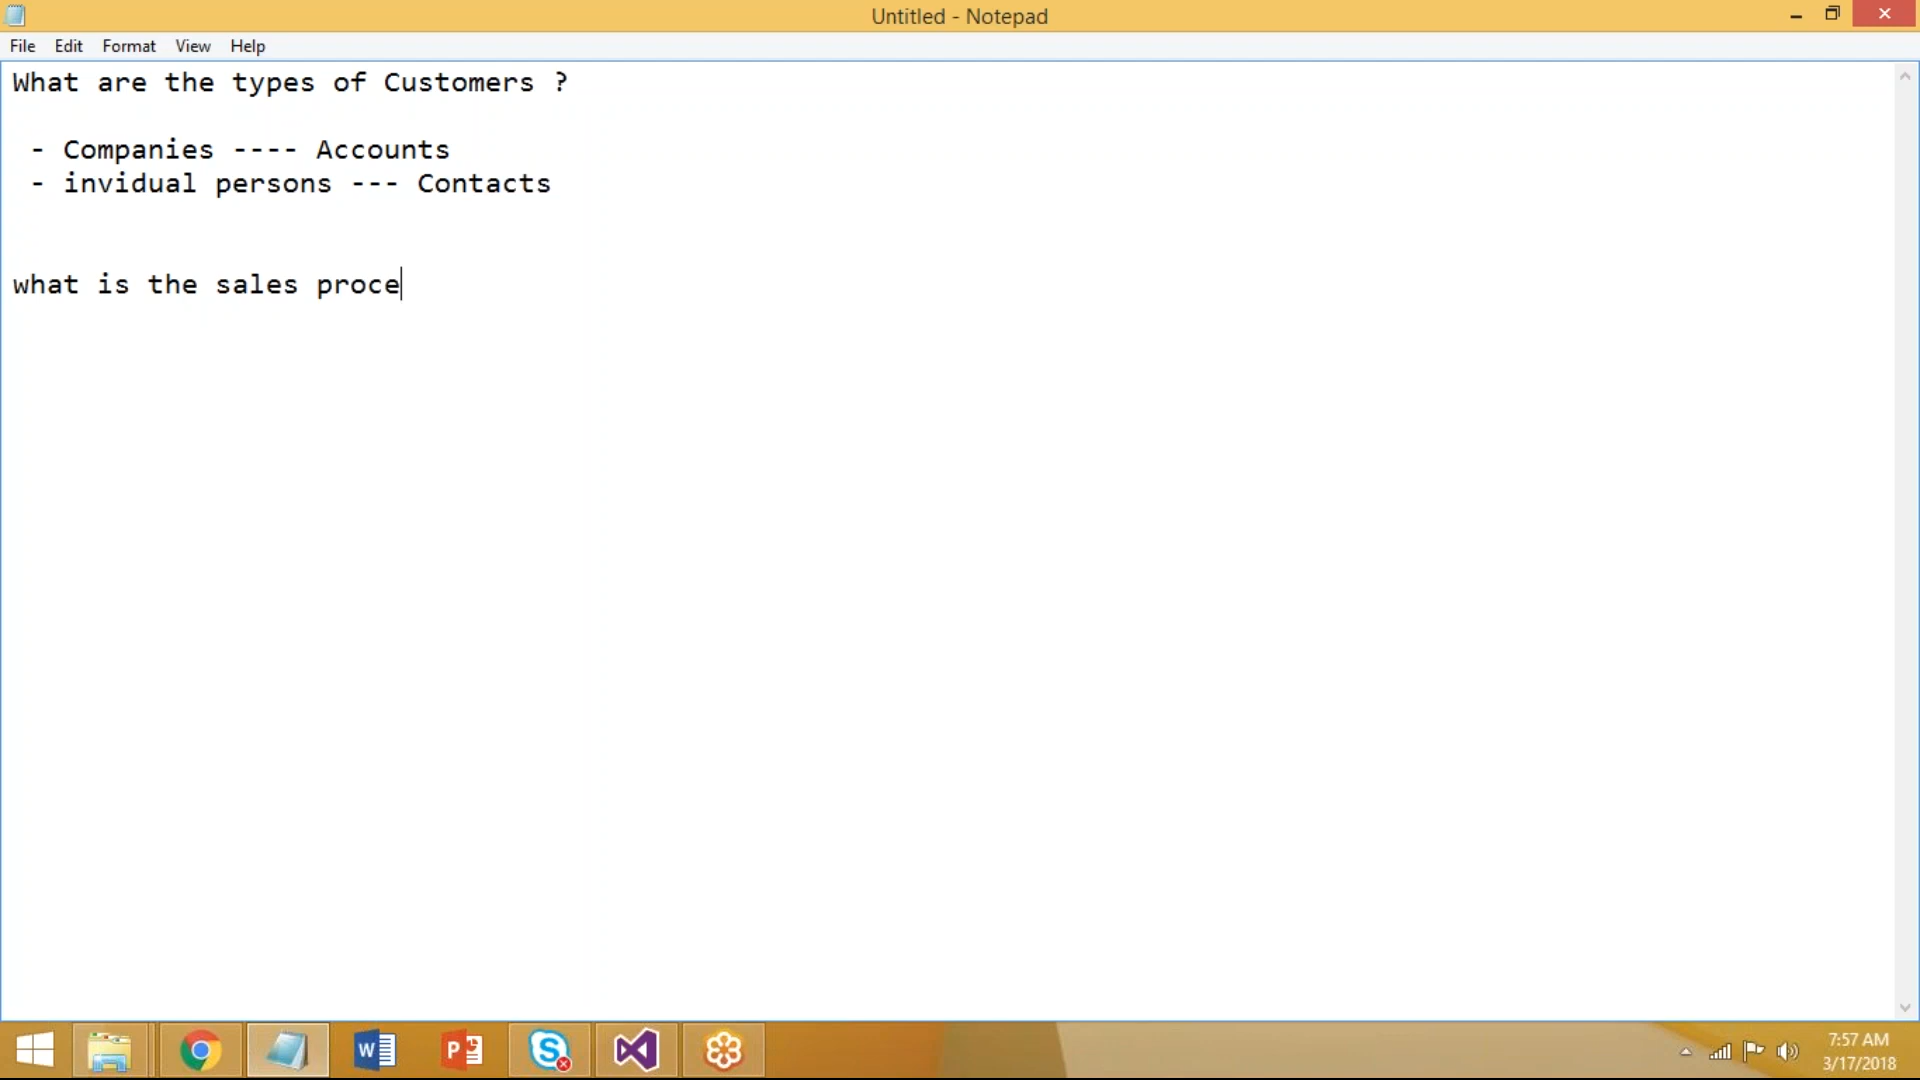 Untitled - Notepad
File Edit Format View Help
What are the types of Customers ?
- Companies ---- Accounts
- invidual persons --- Contacts
what is the sales proce
7:57 AM
3/17/2018